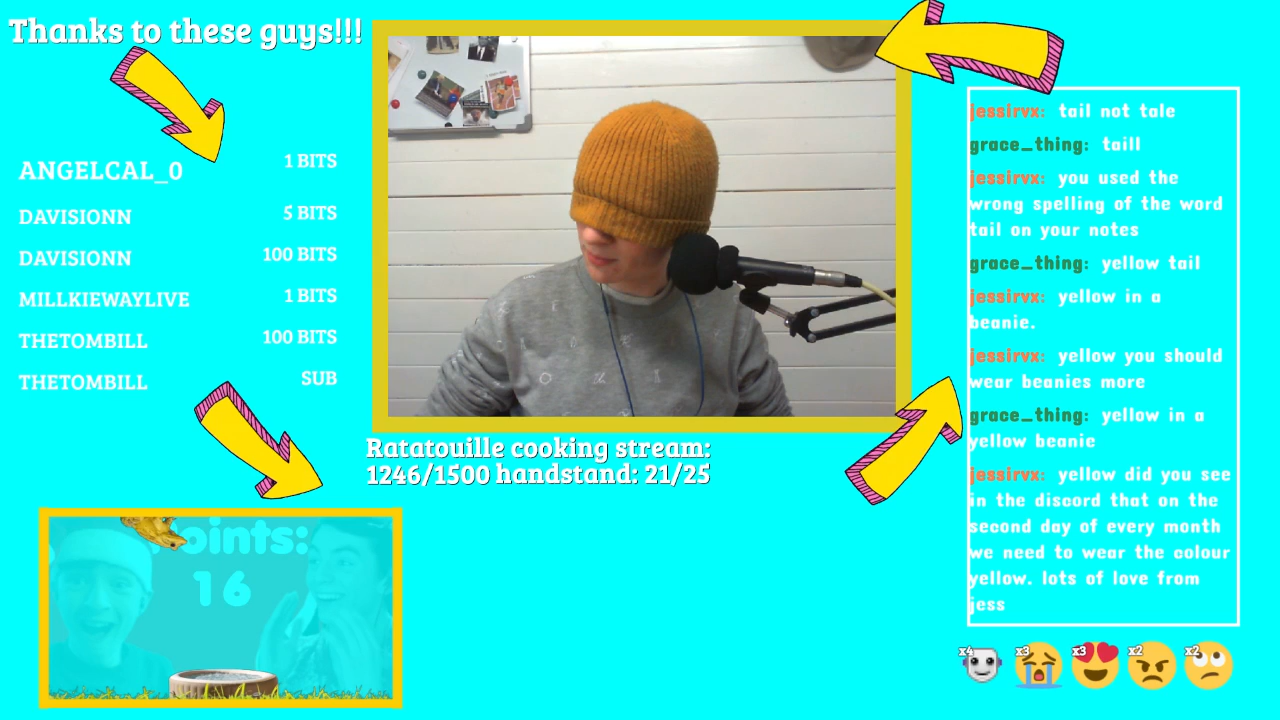 Thanks to these guys!!!
ANGELCAL_0 1 BITS
DAVISIONN 5 BITS
DAVISIONN 100 BITS
MILLKIEWAYLIVE 1 BITS
THETOMBILL 100 BITS
THETOMBILL SUB
Ratatouille cooking stream:
1246/1500 handstand: 21/25
16
jessirvx: tail not tale
grace_thing: taill
jessirvx: you used the
wrong spelling of the word
tail on your notes
grace_thing: yellow tail
jessirvx: yellow in a
beanie.
jessirvx: yellow you should
wear beanies more
grace_thing: yellow in a
yellow beanie
jessirvx: yellow did you see
in the discord that on the
second day of every month
we need to wear the colour
yellow. lots of love from
jess
x4 x3 x3 x2 x2